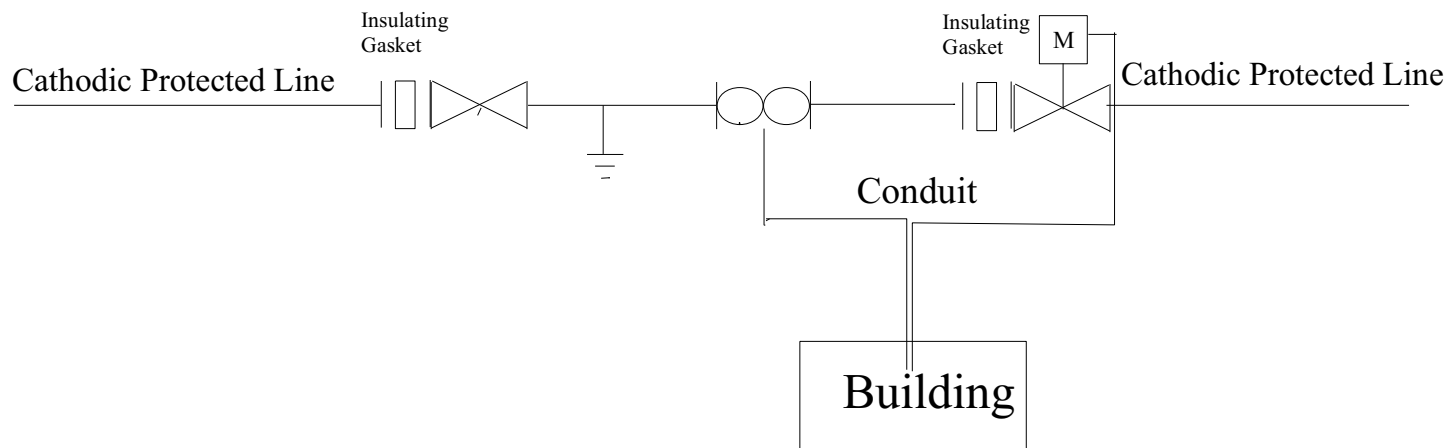 Insulating
Gasket
Insulating
Gasket
M
Cathodic Protected Line
Cathodic Protected Line
Conduit
Building